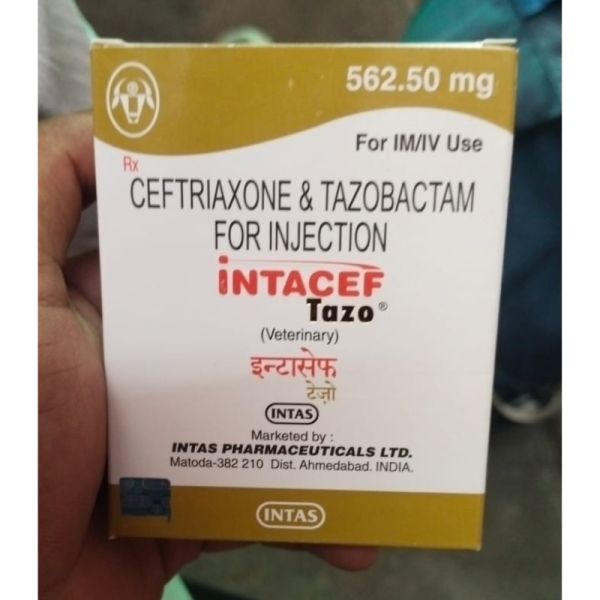 562.50 mg
For IM/IV Use
Rx
CEFTRIAXONE & TAZOBACTAM
FOR INJECTION
INTACEF
Tazo®
(Veterinary)
इन्टासेफ
टेज़ो
INTAS
Marketed by :
INTAS PHARMACEUTICALS LTD.
Matoda-382 210 Dist. Ahmedabad. INDIA.
INTAS